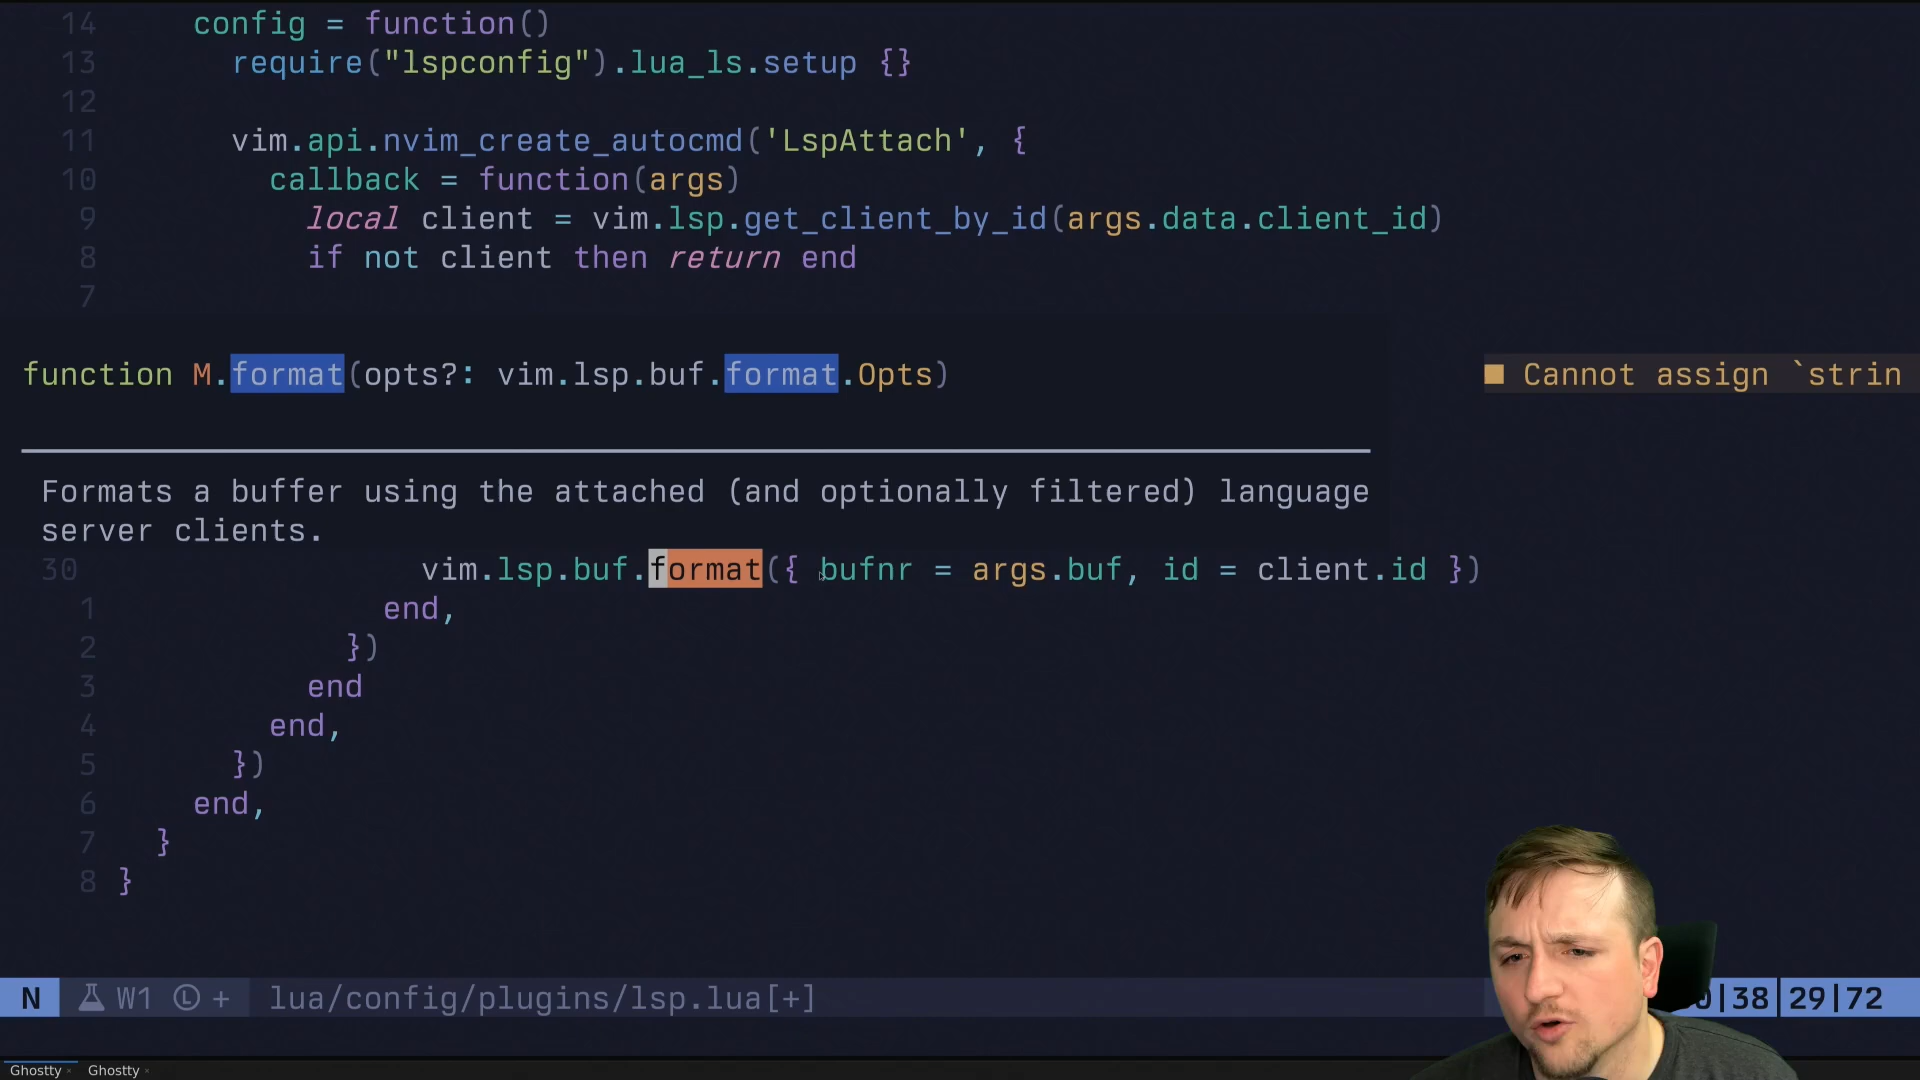 14 config = function()
13 require("lspconfig").lua_ls.setup {}
12
11 vim.api.nvim_create_autocmd('LspAttach', {
10 callback = function(args)
9 local client = vim.lsp.get_client_by_id(args.data.client_id)
8 if not client then return end
7
function M.format(opts?: vim.lsp.buf.format.Opts) ■ Cannot assign `strin
Formats a buffer using the attached (and optionally filtered) language
server clients.
30 vim.lsp.buf.format({ bufnr = args.buf, id = client.id })
1 end,
2 })
3 end
4 end,
5 })
6 end,
7 }
8 }
N W1 L + lua/config/plugins/lsp.lua[+] 0|38 29|72
Ghostty × Ghostty ×